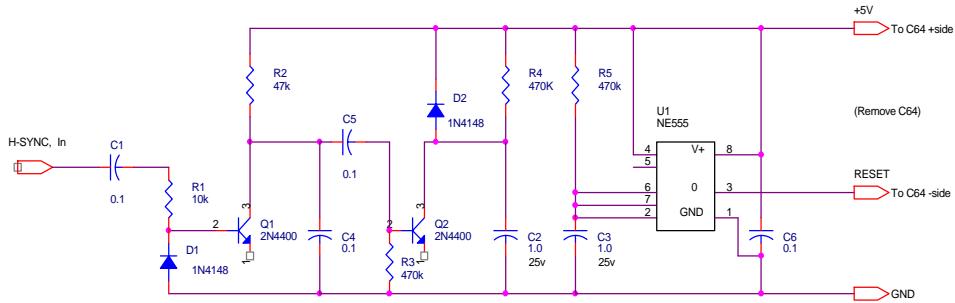 +5V
To C64 +side
R2
47k
R4
470K
R5
470k
D2
1N4148
U1
NE555
(Remove C64)
H-SYNC, In
C1
0.1
C5
0.1
4
5
V+
8
R1
10k
6
7
2
0
3
GND
1
RESET
To C64 -side
3
2
Q1
2N4400
1
C4
0.1
3
2
Q2
2N4400
1
R3
470k
C2
1.0
25v
C3
1.0
25v
C6
0.1
D1
1N4148
GND